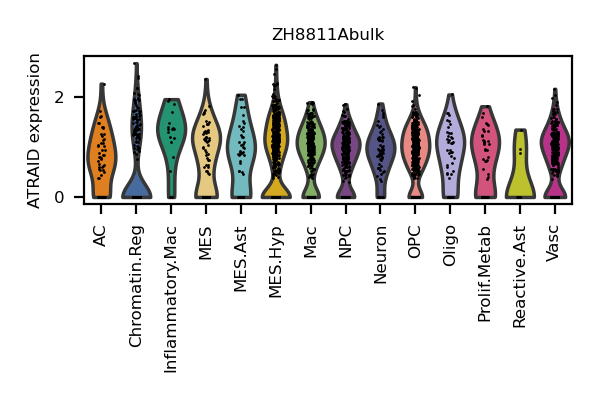 ZH8811Abulk
ATRAID expression
2
0
AC
Chromatin.Reg
Inflammatory.Mac
MES
MES.Ast
MES.Hyp
Mac
NPC
Neuron
OPC
Oligo
Prolif.Metab
Reactive.Ast
Vasc